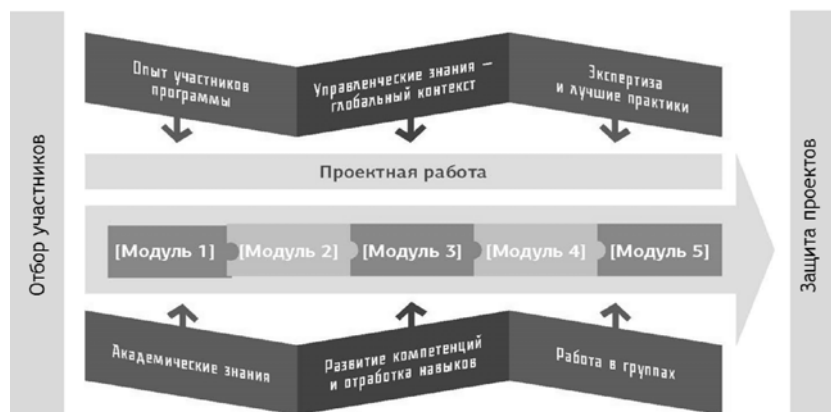 Отбор участников
Опыт участников
программы
Управленческие знания —
глобальный контекст
Экспертиза
и лучшие практики
Проектная работа
[Модуль 1]
[Модуль 2]
[Модуль 3]
[Модуль 4]
[Модуль 5]
Академические знания
Развитие компетенций
и отработка навыков
Работа в группах
Защита проектов